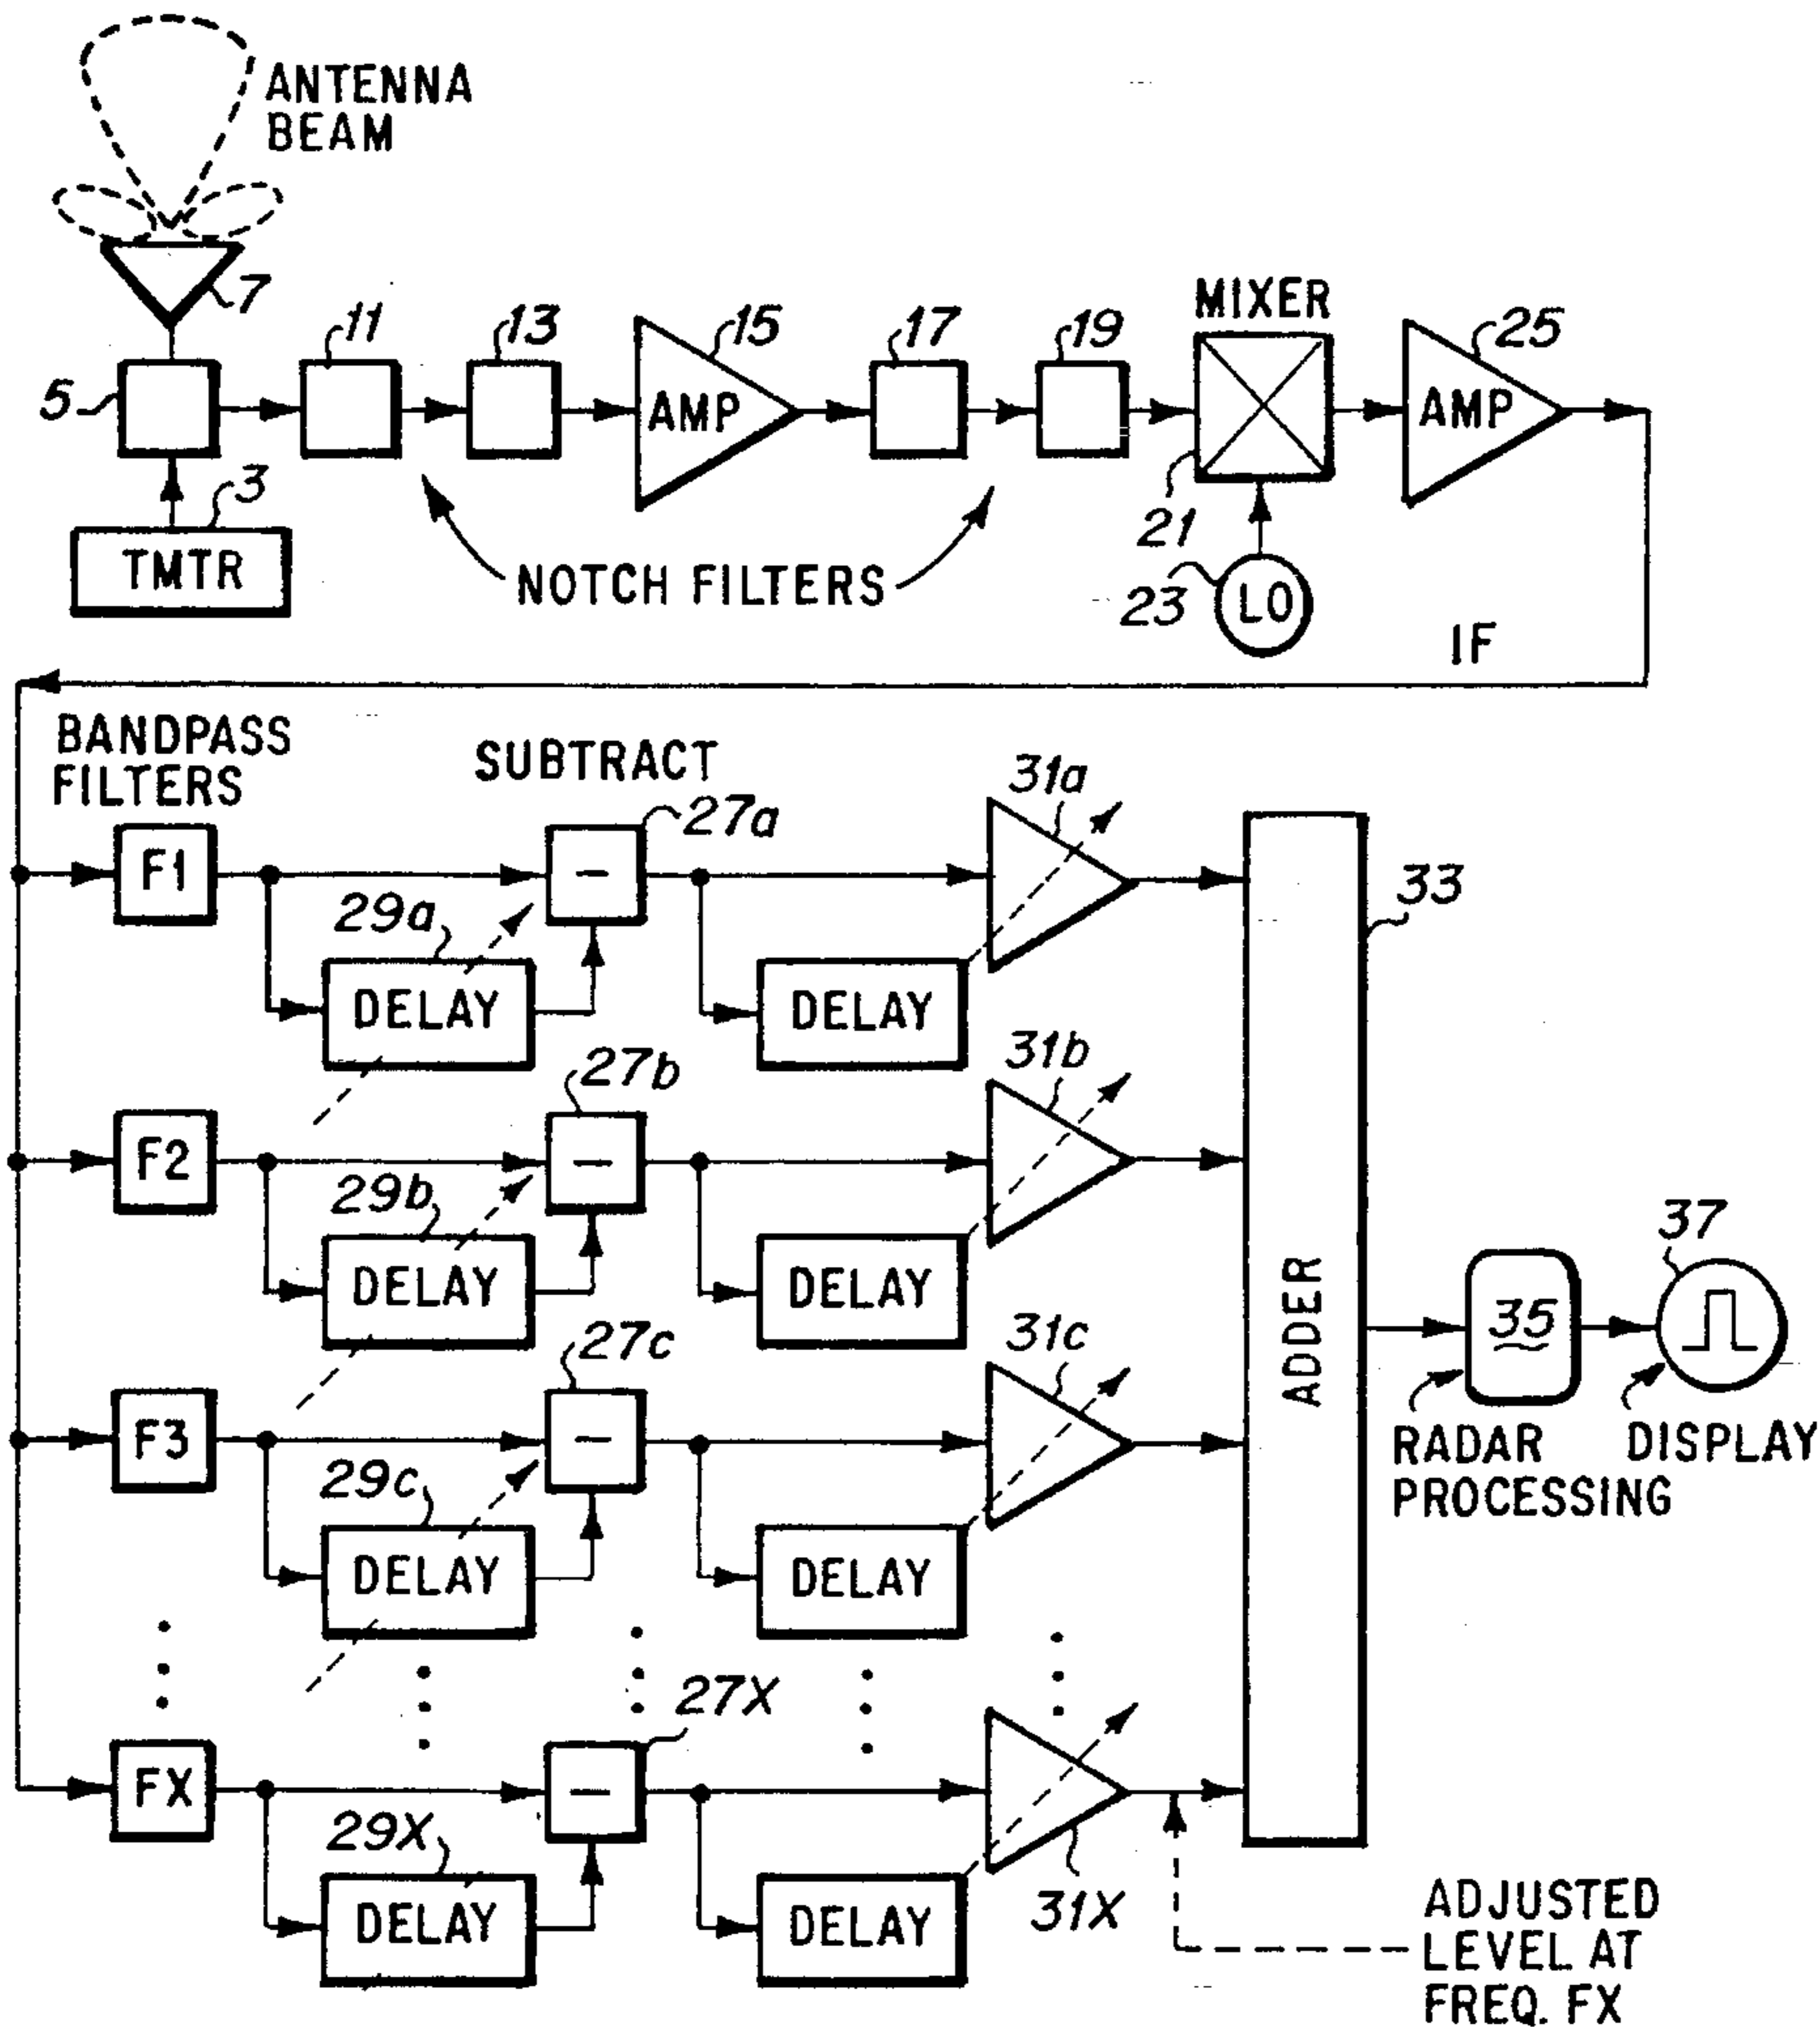 ANTENNA
BEAM
7
11
13
15
17
19
MIXER
25
5
AMP
AMP
3
21
TMTR
NOTCH FILTERS
23
LO
IF
BANDPASS
FILTERS
SUBTRACT
27a
31a
F1
–
29a
33
DELAY
DELAY
27b
31b
F2
–
29b
DELAY
DELAY
37
27c
31c
ADDER
35
F3
–
29c
RADAR
PROCESSING
DISPLAY
DELAY
DELAY
27X
FX
–
29X
31X
DELAY
DELAY
ADJUSTED
LEVEL AT
FREQ. FX